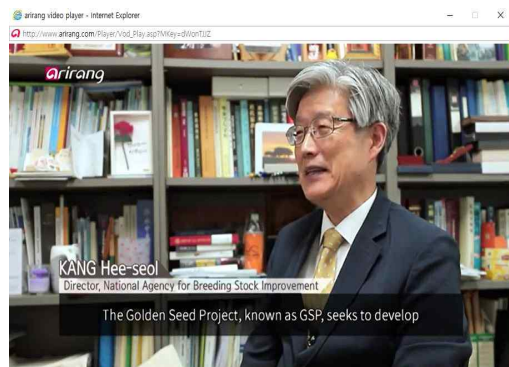 arirang video player - Internet Explorer
http://www.arirang.com/Player/Vod_Play.asp?MKey=dWonTJJZ
arirang
KANG Hee-seol
Director, National Agency for Breeding Stock Improvement
The Golden Seed Project, known as GSP, seeks to develop